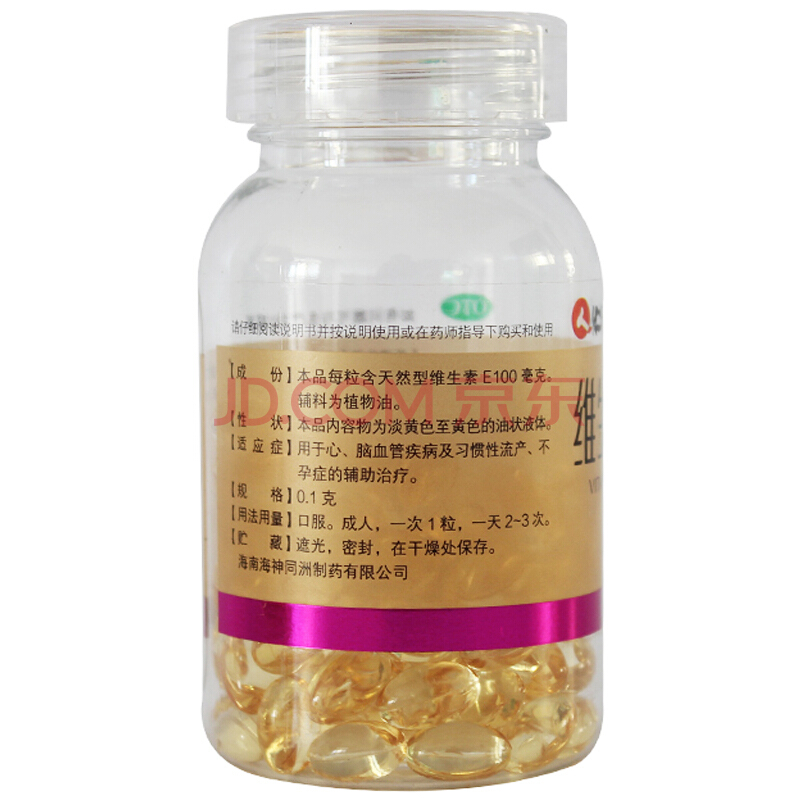 OTC
请仔细阅读说明书并按说明使用或在药师指导下购买和使用
【成 份】本品每粒含天然型维生素E100毫克。
辅料为植物油。
JD.COM 京东
【性 状】本品内容物为淡黄色至黄色的油状液体。
【适 应 症】用于心、脑血管疾病及习惯性流产、不
孕症的辅助治疗。
【规 格】0.1克
【用法用量】口服。成人，一次1粒，一天2~3次。
【贮 藏】遮光，密封，在干燥处保存。
海南海神同洲制药有限公司
维